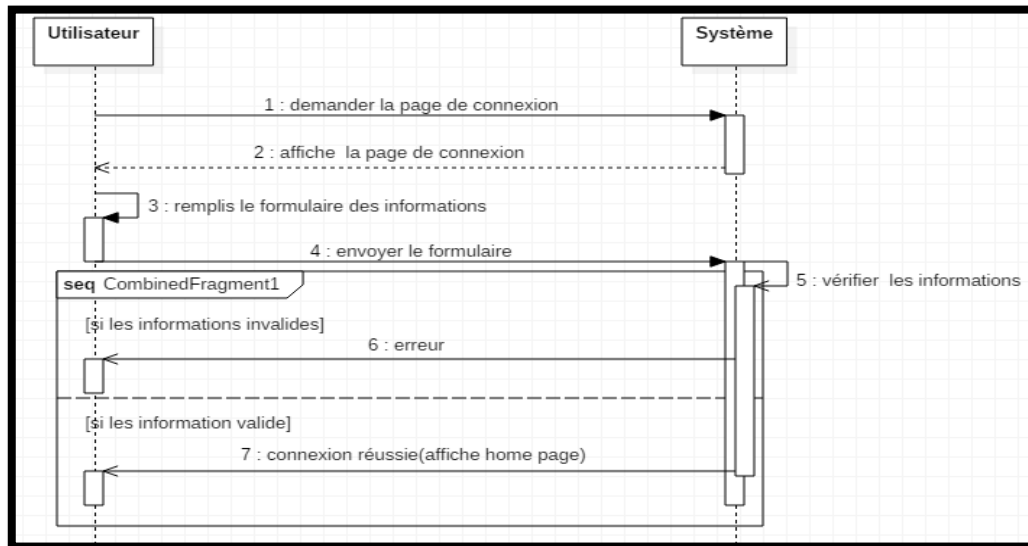 Utilisateur
Système
1 : demander la page de connexion
2 : affiche la page de connexion
3 : remplis le formulaire des informations
4 : envoyer le formulaire
5 : vérifier les informations
seq CombinedFragment1
[si les informations invalides]
6 : erreur
[si les information valide]
7 : connexion réussie(affiche home page)